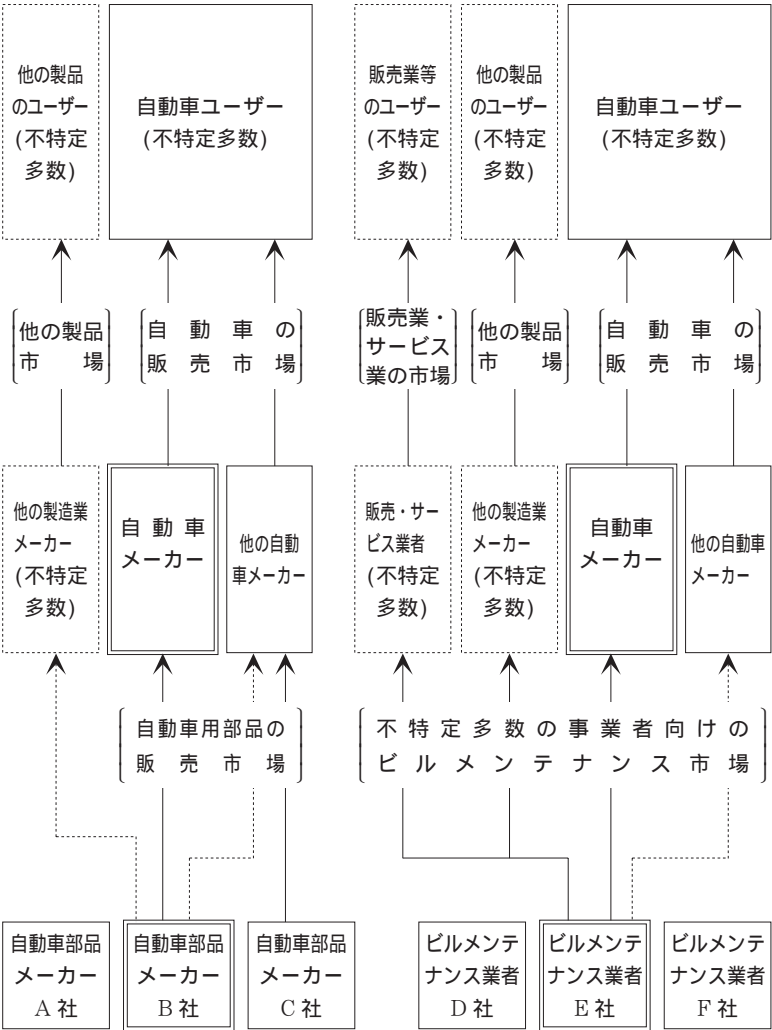 他の製品
のユーザー
(不特定
多数)
自動車ユーザー
(不特定多数)
販売業等
のユーザー
(不特定
多数)
他の製品
のユーザー
(不特定
多数)
自動車ユーザー
(不特定多数)
他の製品
市場
自動車の
販売市場
販売業・
サービス
業の市場
他の製品
市場
自動車の
販売市場
他の製造業
メーカー
(不特定
多数)
自動車
メーカー
他の自動
車メーカー
販売・サー
ビス業者
(不特定
多数)
他の製造業
メーカー
(不特定
多数)
自動車
メーカー
他の自動車
メーカー
自動車用部品の
販売市場
不特定多数の事業者向けの
ビルメンテナンス市場
自動車部品
メーカー
A 社
自動車部品
メーカー
B 社
自動車部品
メーカー
C 社
ビルメンテ
ナンス業者
D 社
ビルメンテ
ナンス業者
E 社
ビルメンテ
ナンス業者
F 社